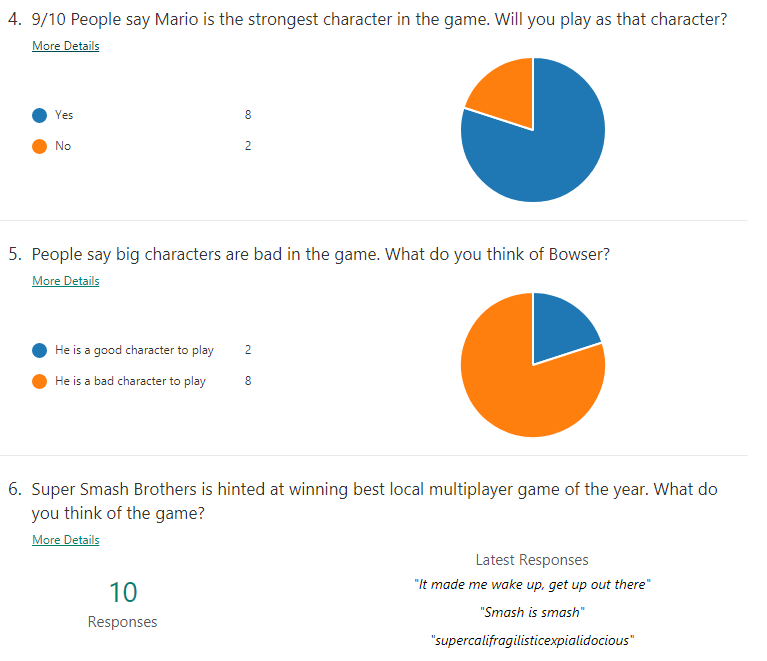 4. 9/10 People say Mario is the strongest character in the game. Will you play as that character?
More Details
Yes 8
No 2
5. People say big characters are bad in the game. What do you think of Bowser?
More Details
He is a good character to play 2
He is a bad character to play 8
6. Super Smash Brothers is hinted at winning best local multiplayer game of the year. What do
you think of the game?
More Details
10
Responses
Latest Responses
"It made me wake up, get up out there"
"Smash is smash"
"supercalifragilisticexpialidocious"